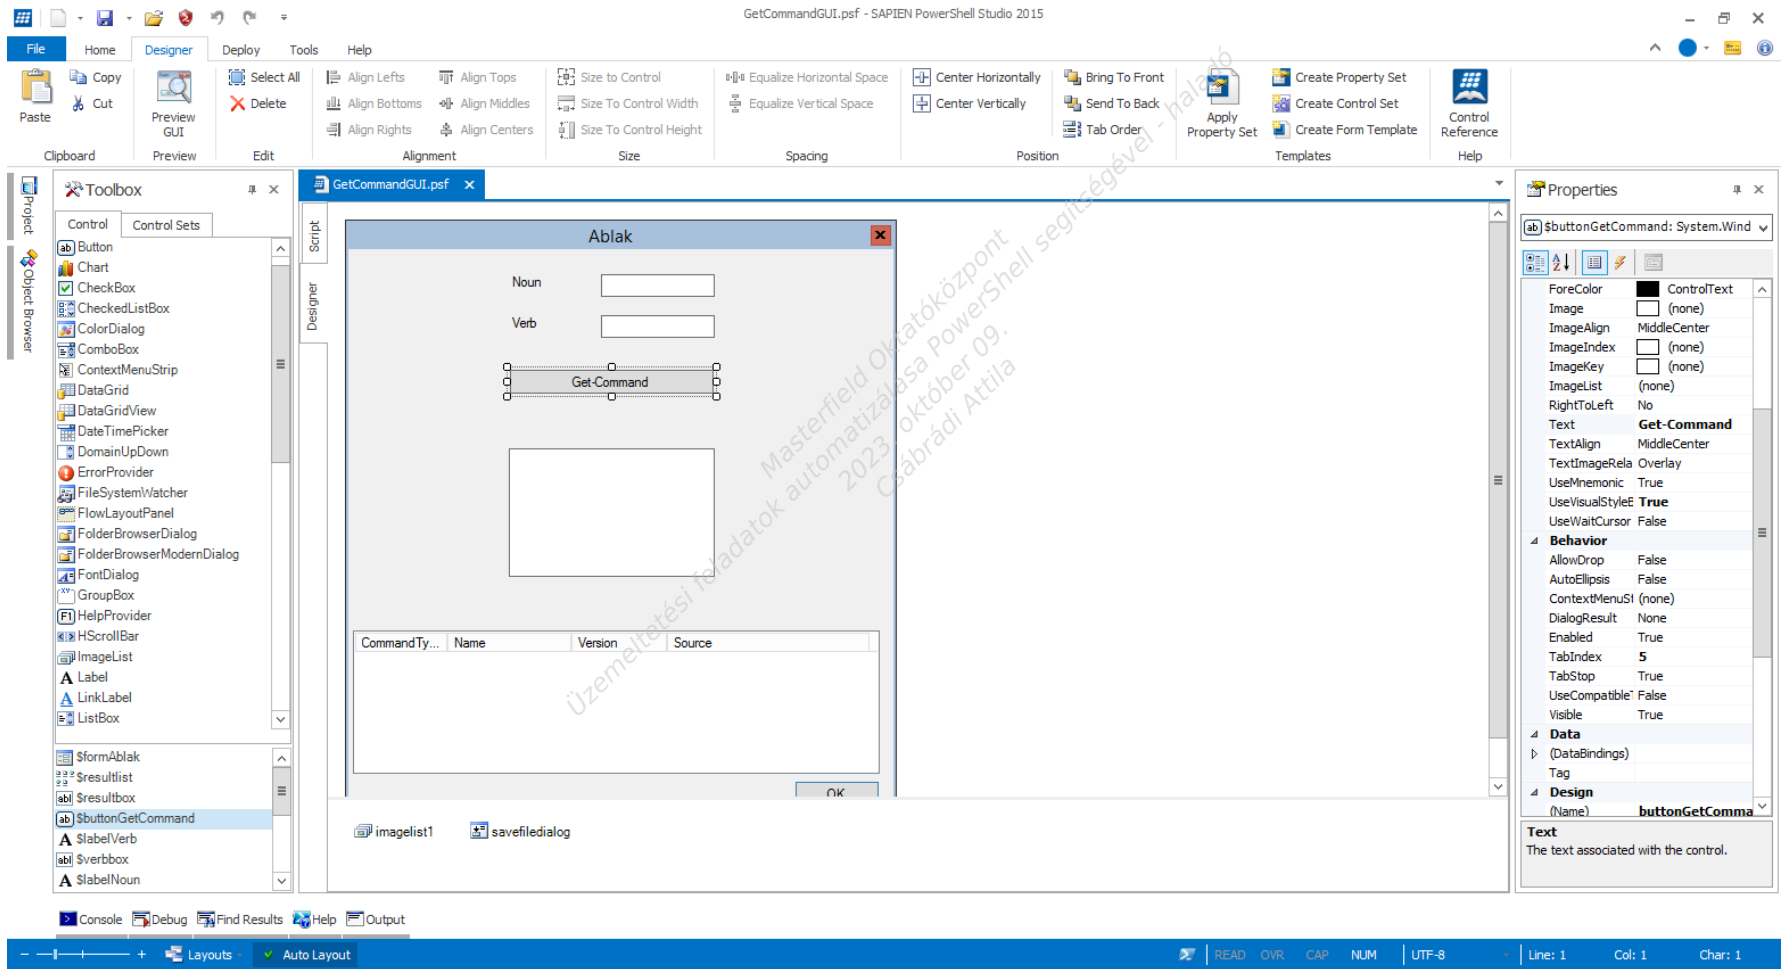 GetCommandGUI.psf - SAPIEN PowerShell Studio 2015
File Home Designer Deploy Tools Help
Paste Copy Cut
Clipboard
Preview GUI
Preview
Select All
Delete
Edit
Align Lefts Align Tops
Align Bottoms Align Middles
Align Rights Align Centers
Alignment
Size to Control
Size To Control Width
Size To Control Height
Size
Equalize Horizontal Space
Equalize Vertical Space
Spacing
Center Horizontally Bring To Front
Center Vertically Send To Back
Tab Order
Position
Apply Property Set
Create Property Set
Create Control Set
Create Form Template
Templates
Control Reference
Help
Project
Object Browser
Toolbox
Control Control Sets
Button
Chart
CheckBox
CheckedListBox
ColorDialog
ComboBox
ContextMenuStrip
DataGrid
DataGridView
DateTimePicker
DomainUpDown
ErrorProvider
FileSystemWatcher
FlowLayoutPanel
FolderBrowserDialog
FolderBrowserModernDialog
FontDialog
GroupBox
HelpProvider
HScrollBar
ImageList
Label
LinkLabel
ListBox
$formAblak
$resultlist
$resultbox
$buttonGetCommand
$labelVerb
$verbbox
$labelNoun
GetCommandGUI.psf
Script
Designer
Ablak
Noun
Verb
Get-Command
CommandTy... Name Version Source
OK
imagelist1 savefiledialog
Masterfield Oktatóközpont
Üzemeltetési feladatok automatizálása PowerShell segítségével - haladó
2023. október 09.
Csábrádi Attila
Properties
$buttonGetCommand: System.Wind
ForeColor ControlText
Image (none)
ImageAlign MiddleCenter
ImageIndex (none)
ImageKey (none)
ImageList (none)
RightToLeft No
Text Get-Command
TextAlign MiddleCenter
TextImageRela Overlay
UseMnemonic True
UseVisualStyleB True
UseWaitCursor False
Behavior
AllowDrop False
AutoEllipsis False
ContextMenuSt (none)
DialogResult None
Enabled True
TabIndex 5
TabStop True
UseCompatibleT False
Visible True
Data
(DataBindings)
Tag
Design
(Name) buttonGetComma
Text
The text associated with the control.
Console Debug Find Results Help Output
Layouts Auto Layout READ OVR CAP NUM UTF-8 Line: 1 Col: 1 Char: 1